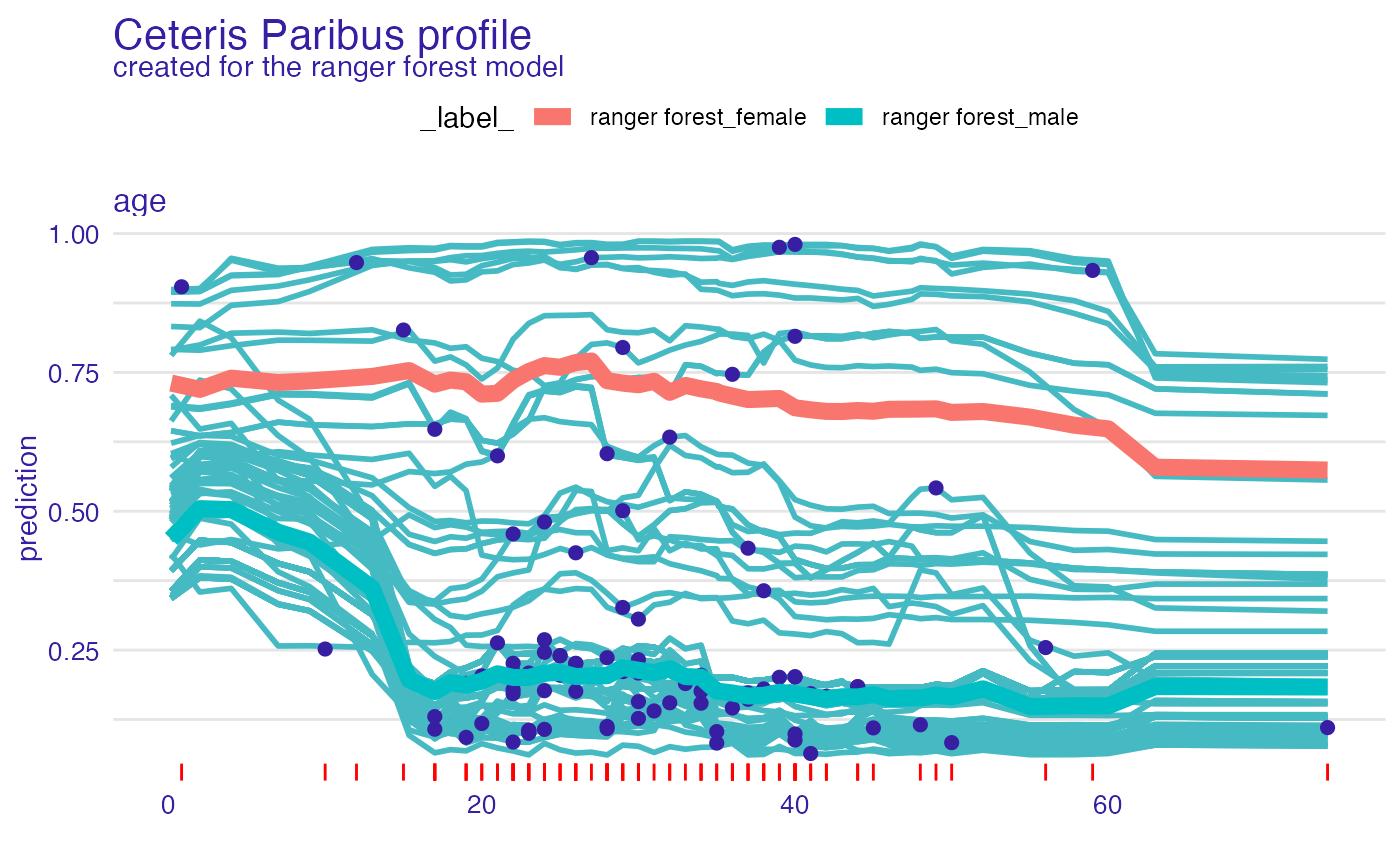 Ceteris Paribus profile
created for the ranger forest model
_label_ ranger forest_female ranger forest_male
age
1.00
0.75
0.50
0.25
prediction
0 20 40 60